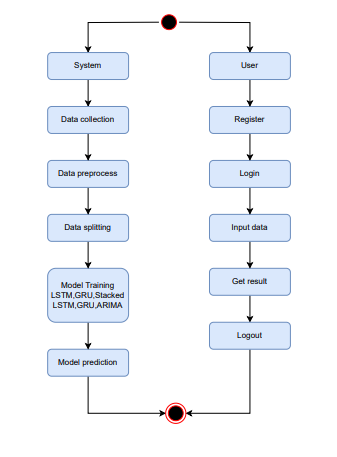 System
User
Data collection
Register
Data preprocess
Login
Data splitting
Input data
Model Training
LSTM,GRU,Stacked
LSTM,GRU,ARIMA
Get result
Logout
Model prediction